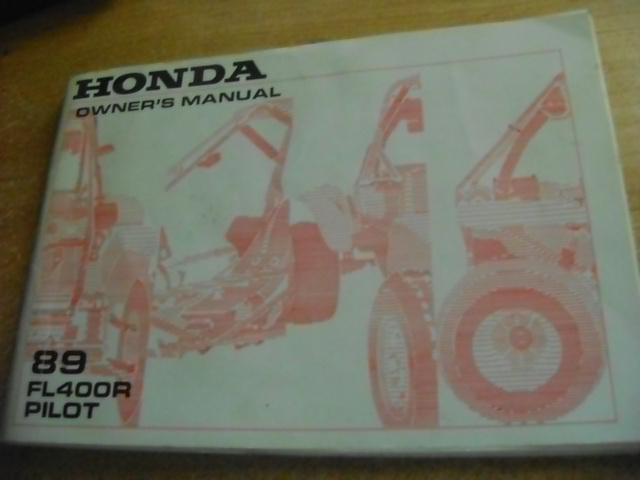 HONDA
OWNER'S MANUAL
89
FL400R
PILOT